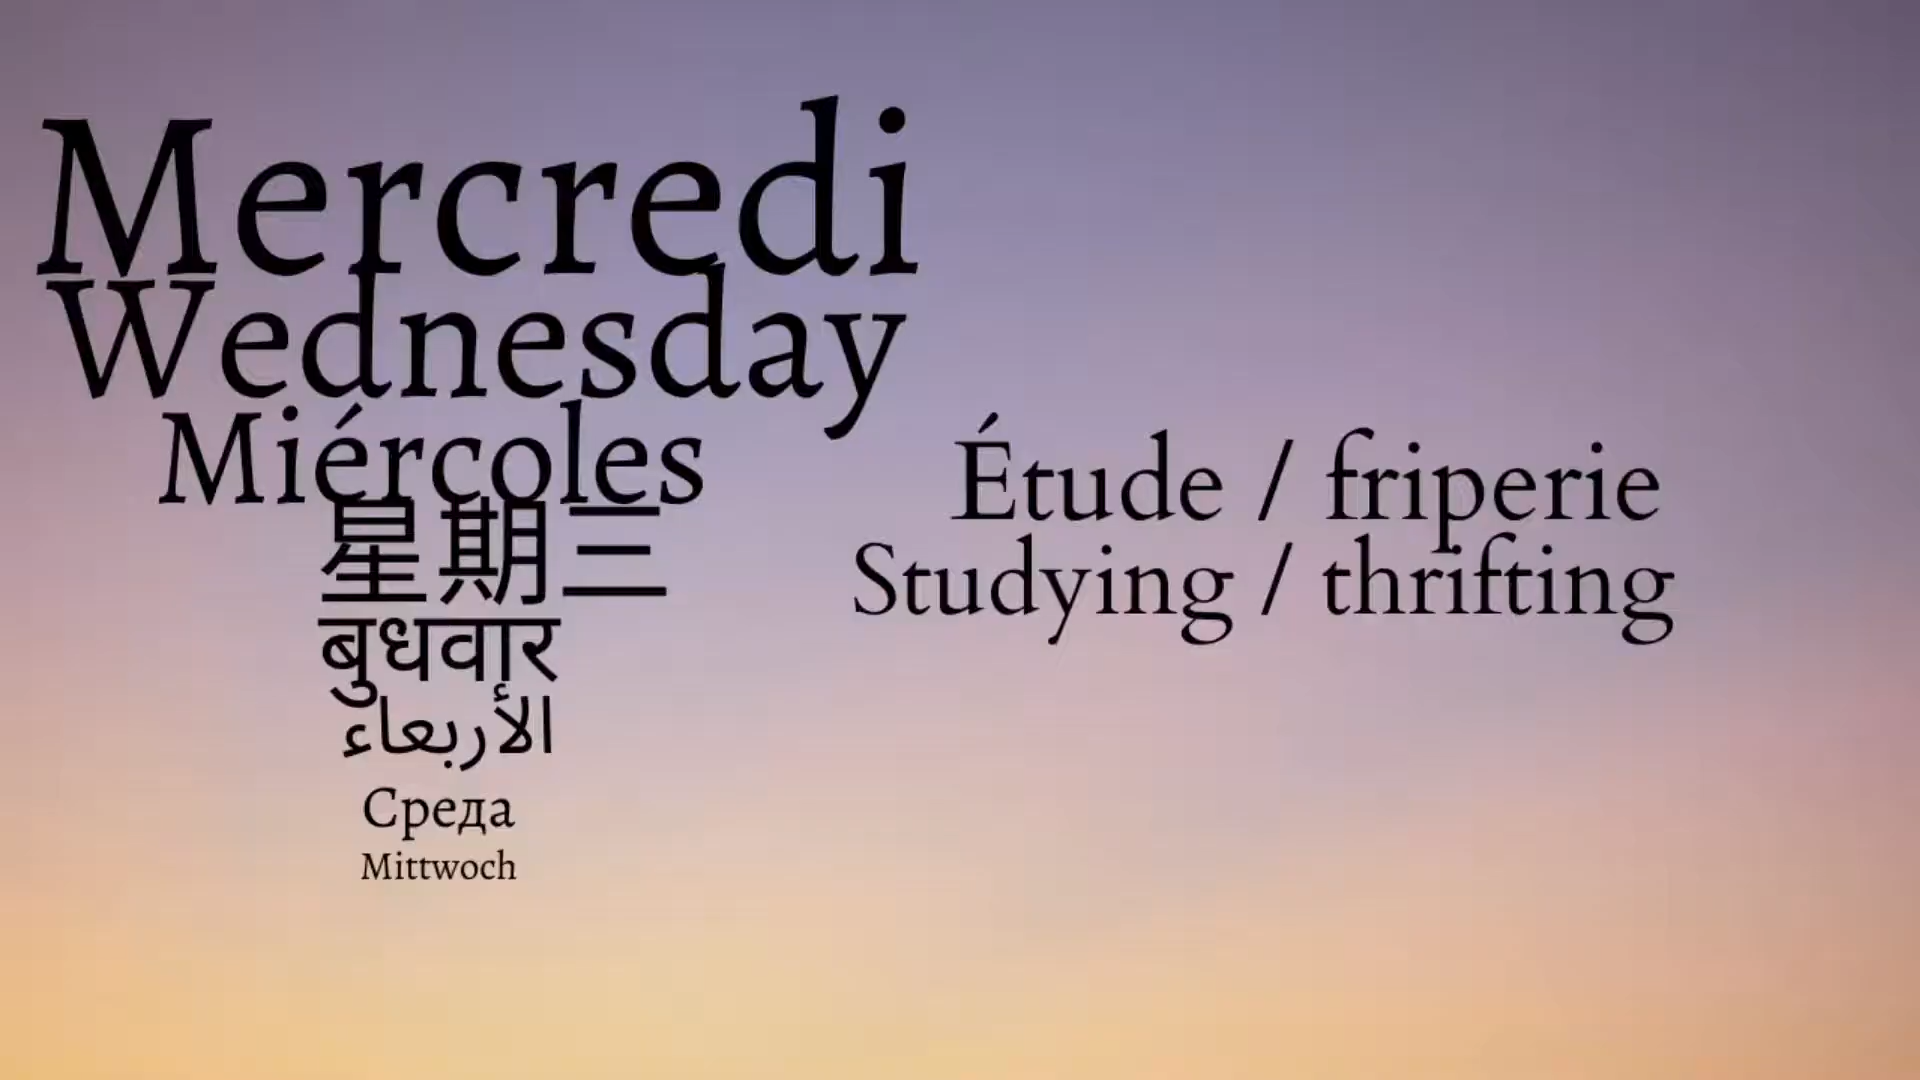 Mercredi
Wednesday
Miércoles
星期三
बुधवार
الأربعاء
Среда
Mittwoch
Étude / friperie
Studying / thrifting